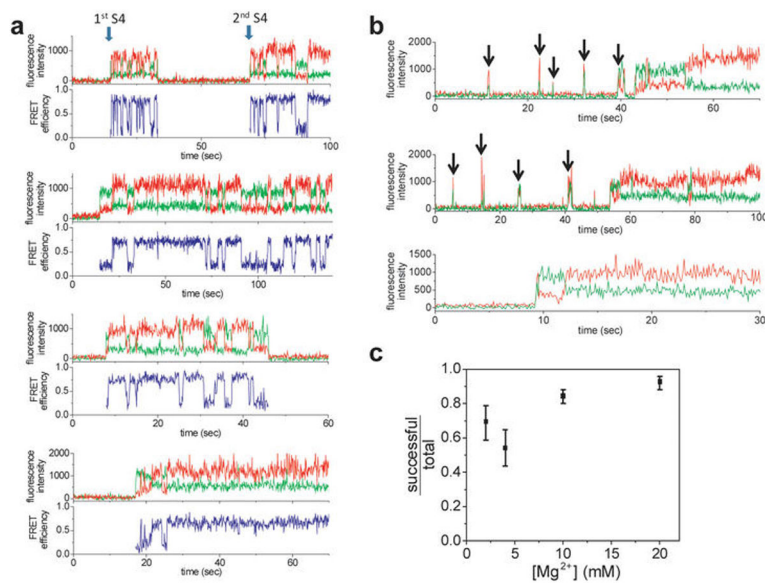 a
1st S4
2nd S4
fluorescence
intensity
1000
0
FRET
efficiency
1.0
0.5
0.0
0
50
100
time (sec)
fluorescence
intensity
1000
0
FRET
efficiency
1.0
0.5
0.0
0
50
100
time (sec)
fluorescence
intensity
1000
0
FRET
efficiency
1.0
0.5
0.0
0
20
40
60
time (sec)
fluorescence
intensity
2000
1000
0
FRET
efficiency
1.0
0.5
0.0
0
20
40
60
time (sec)
b
fluorescence
intensity
2000
1000
0
0
20
40
60
time (sec)
fluorescence
intensity
2000
1000
0
0
20
40
60
80
100
time (sec)
fluorescence
intensity
1500
1000
500
0
0
10
20
30
time (sec)
c
successful
total
1.0
0.8
0.6
0.4
0.2
0.0
0
5
10
15
20
[Mg2+] (mM)